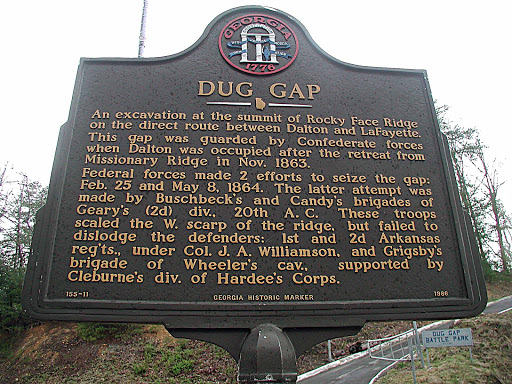 GEORGIA
1776
DUG GAP
An excavation at the summit of Rocky Face Ridge
on the direct route between Dalton and LaFayette.
This gap was guarded by Confederate forces
when Dalton was occupied after the retreat from
Missionary Ridge in Nov. 1863.
Federal forces made 2 efforts to seize the gap:
Feb. 25 and May 8, 1864. The latter attempt was
made by Buschbeck's and Candy's brigades of
Geary's (2d) div., 20th A. C. These troops
scaled the W. scarp of the ridge, but failed to
dislodge the defenders: 1st and 2d Arkansas
reg'ts., under Col. J. A. Williamson, and Grigsby's
brigade of Wheeler's cav., supported by
Cleburne's div. of Hardee's Corps.
155-11 GEORGIA HISTORIC MARKER 1986
DUG GAP
BATTLE PARK